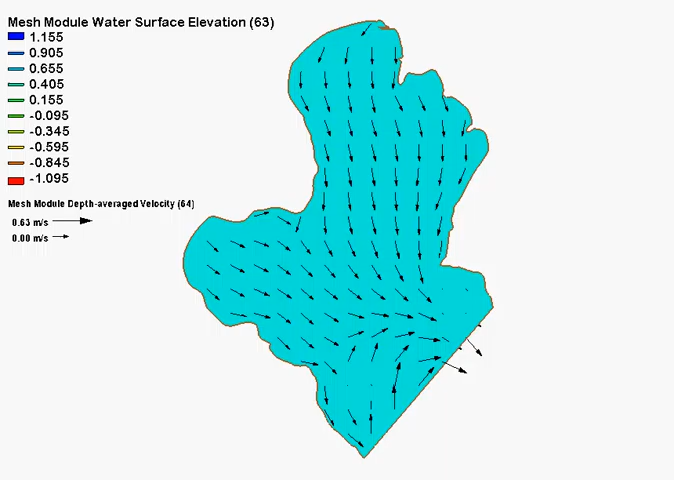 Mesh Module Water Surface Elevation (63)
1.155
0.905
0.655
0.405
0.155
-0.095
-0.345
-0.595
-0.845
-1.095
Mesh Module Depth-averaged Velocity (64)
0.63 m/s
0.00 m/s